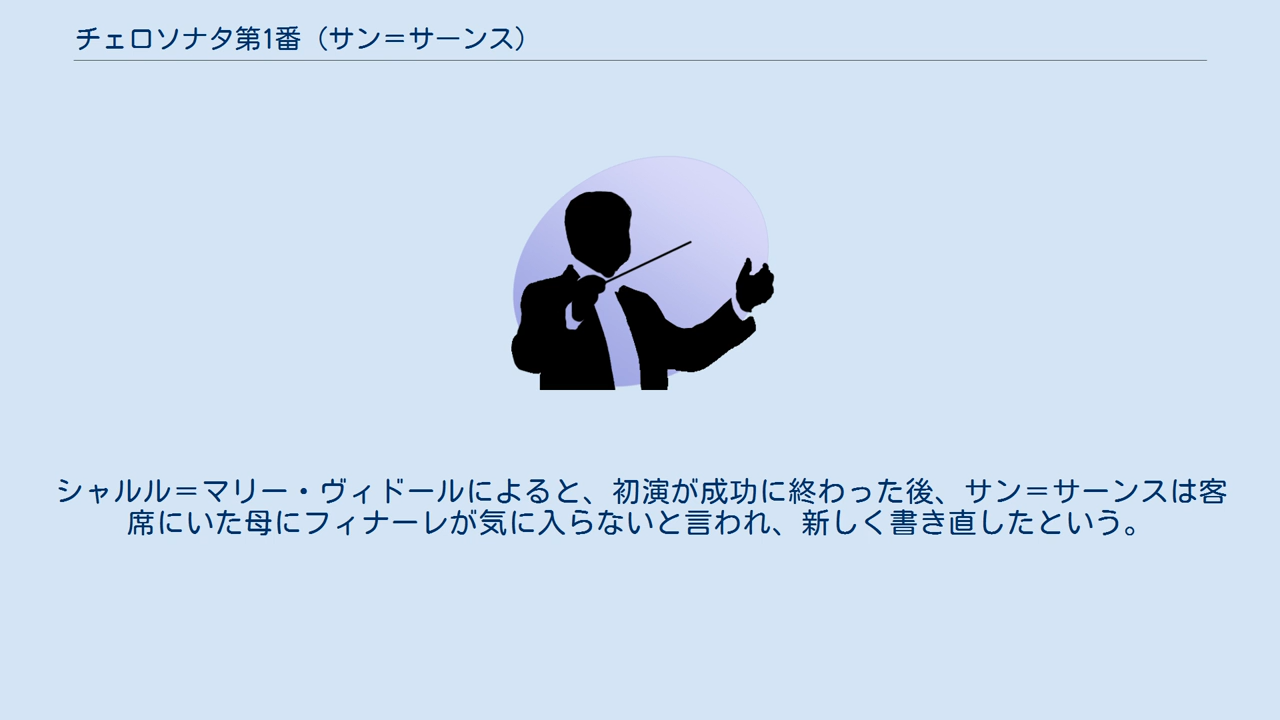 チェロソナタ第1番（サン＝サーンス）
シャルル＝マリー・ヴィドールによると、初演が成功に終わった後、サン＝サーンスは客
席にいた母にフィナーレが気に入らないと言われ、新しく書き直したという。